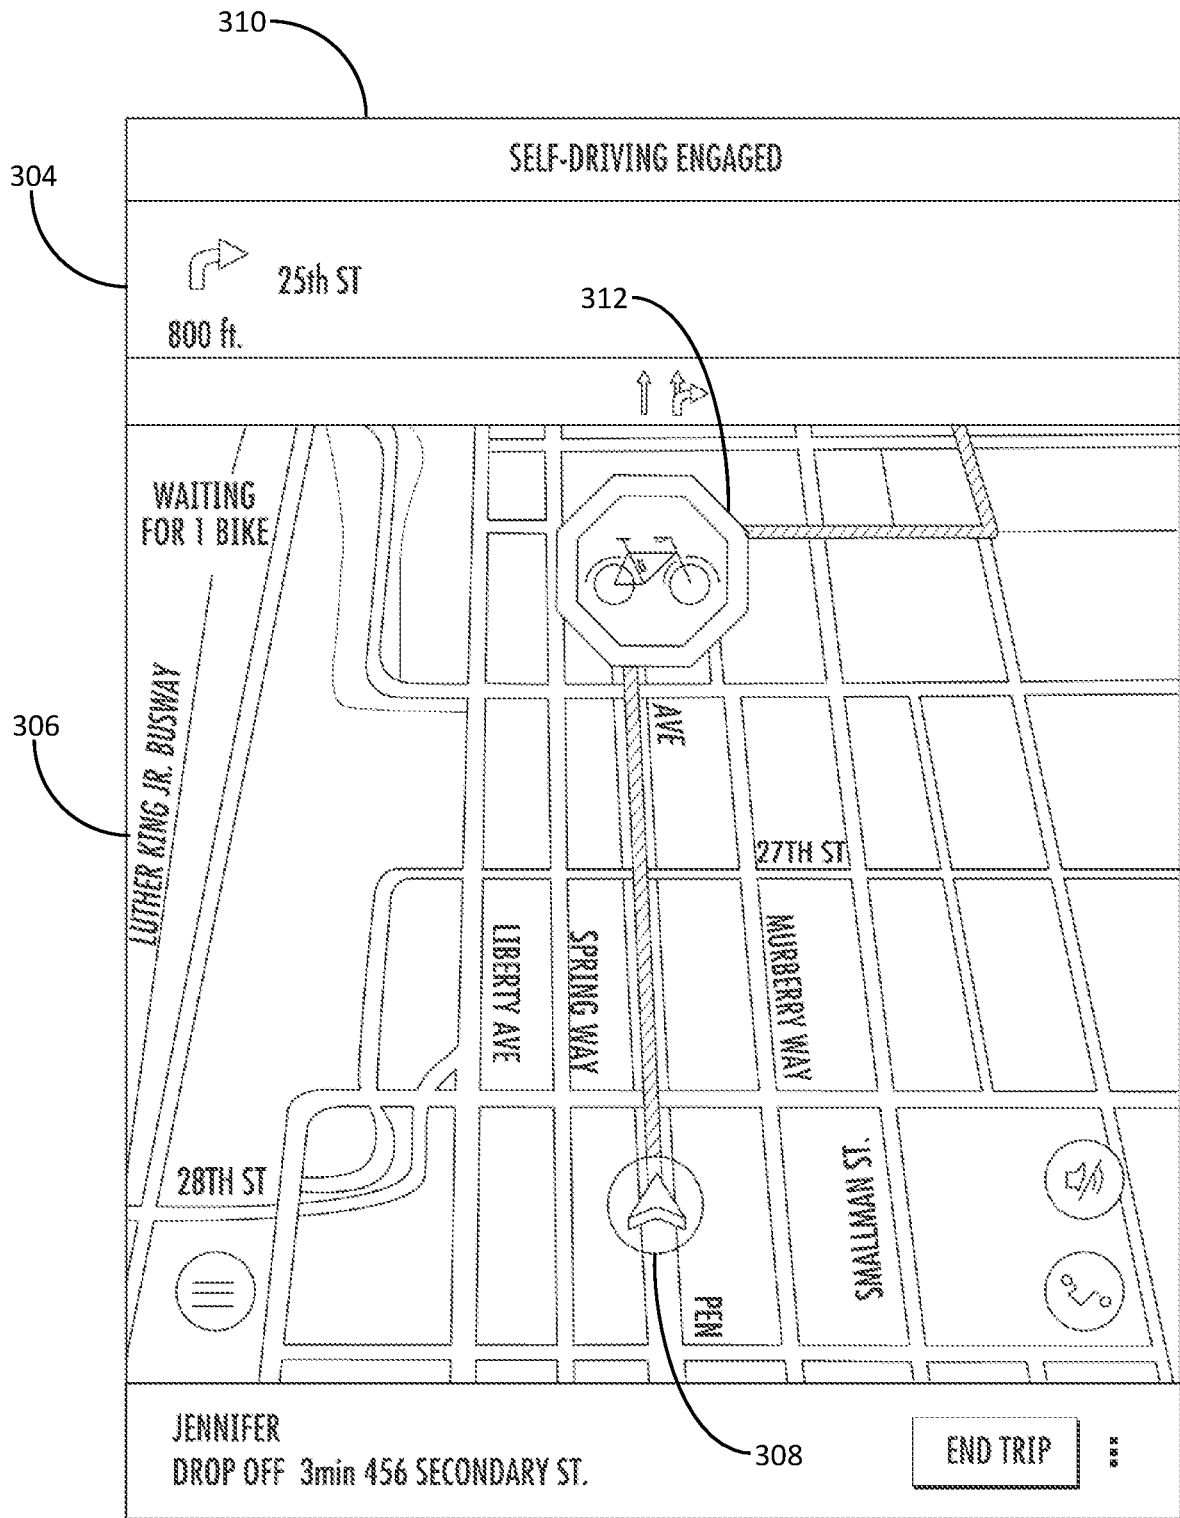 310
SELF-DRIVING ENGAGED
304
25th ST
312
800 ft.
WAITING
FOR 1 BIKE
306
LUTHER KING JR. BUSWAY
AVE
27TH ST
LIBERTY AVE
SPRING WAY
MURBERRY WAY
28TH ST
SMALLMAN ST.
PEN
308
JENNIFER
DROP OFF 3min 456 SECONDARY ST.
END TRIP